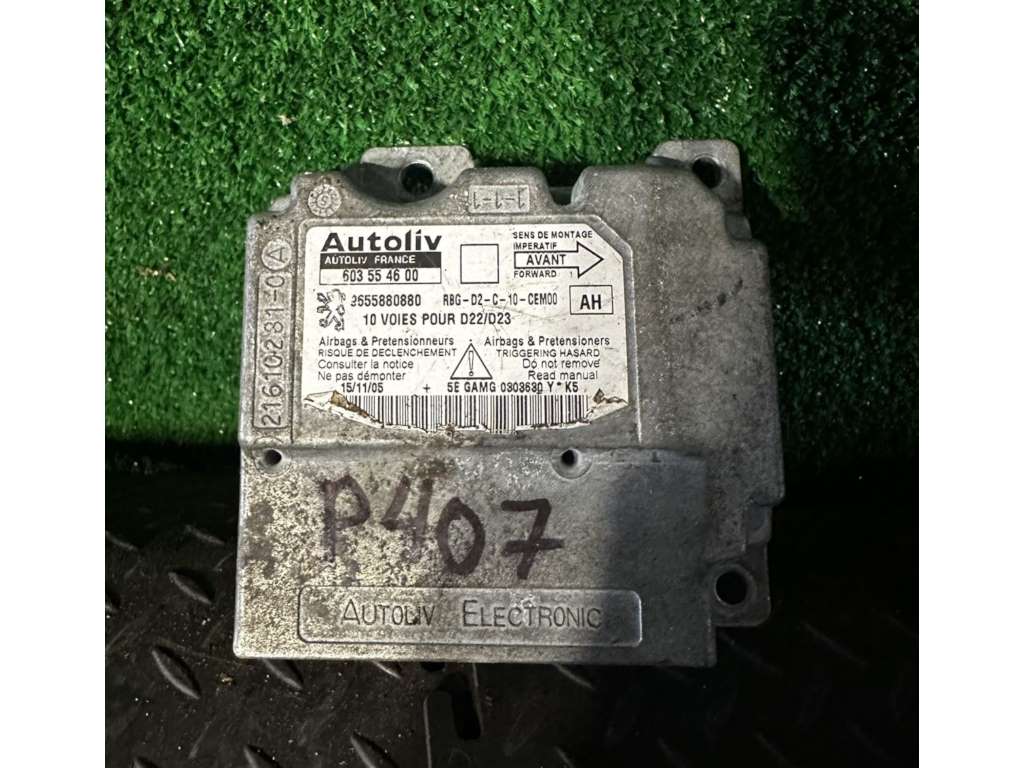 1-1-1
Autoliv
AUTOLIV FRANCE
603 55 46 00
SENS DE MONTAGE
IMPERATIF
AVANT
FORWARD 1
9655880880 RBG-D2-C-10-CEM00 AH
10 VOIES POUR D22/D23
Airbags & Pretensionneurs
RISQUE DE DECLENCHEMENT
Consulter la notice
Ne pas démonter
Airbags & Pretensioners
TRIGGERING HASARD
Do not remove
Read manual
15/11/05 + 5E GAMG 0303630 Y * K5
21610281-0 A
P407
AUTOLIV ELECTRONIC